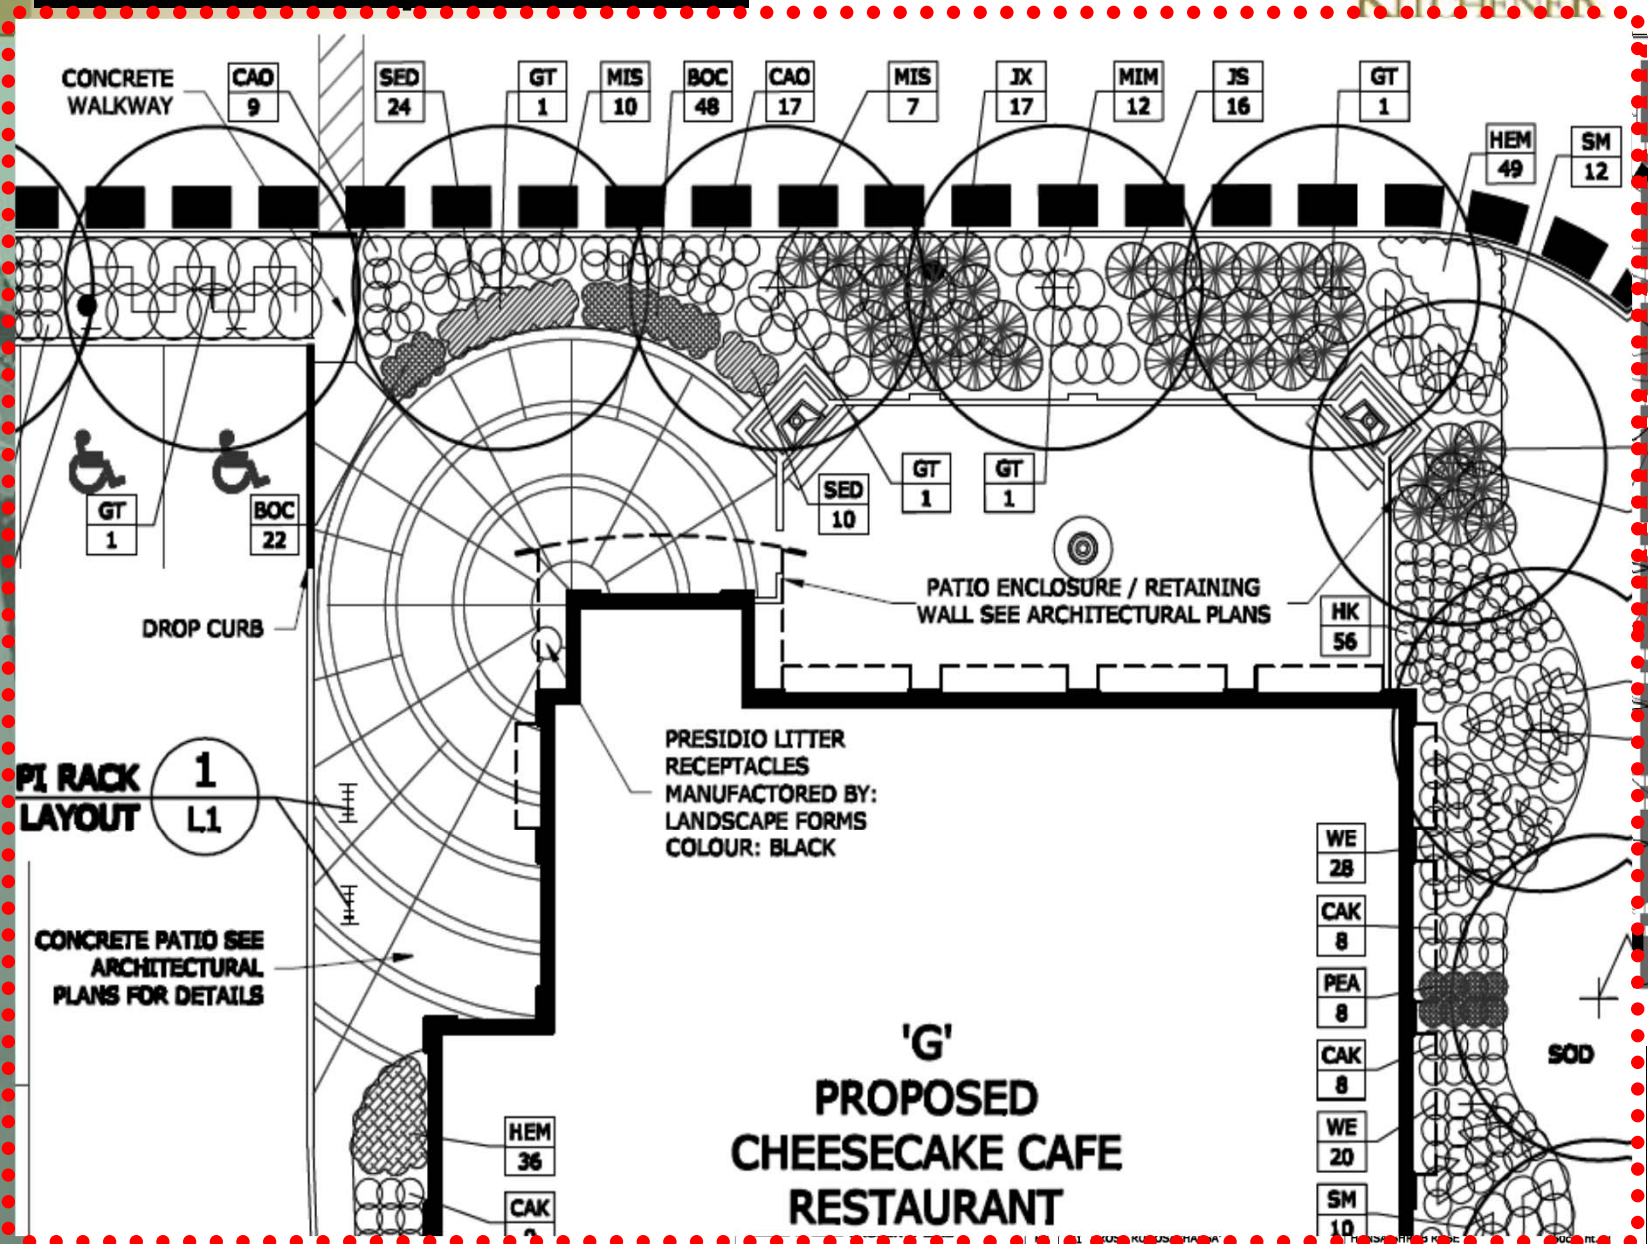 KITCHENER
CONCRETE
WALKWAY
CAO
9
SED
24
GT
1
MIS
10
BOC
48
CAO
17
MIS
7
JX
17
MIM
12
JS
16
GT
1
HEM
49
SM
12
GT
1
BOC
22
SED
10
GT
1
GT
1
DROP CURB
PATIO ENCLOSURE / RETAINING
WALL SEE ARCHITECTURAL PLANS
HK
56
PRESIDIO LITTER
RECEPTACLES
MANUFACTORED BY:
LANDSCAPE FORMS
COLOUR: BLACK
PI RACK
LAYOUT
1
L1
WE
28
CAK
8
CONCRETE PATIO SEE
ARCHITECTURAL
PLANS FOR DETAILS
PEA
8
CAK
8
SOD
'G'
PROPOSED
CHEESECAKE CAFE
RESTAURANT
HEM
36
WE
20
CAK
SM
10